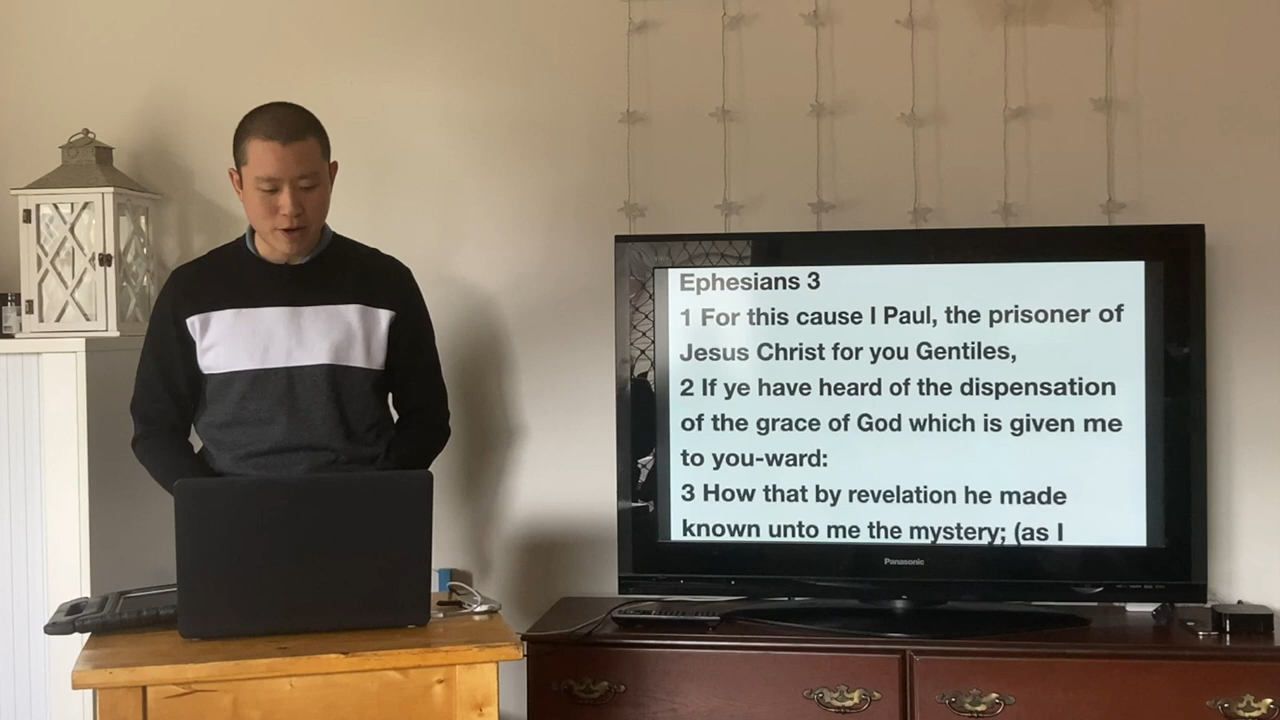 Ephesians 3
1 For this cause I Paul, the prisoner of
Jesus Christ for you Gentiles,
2 If ye have heard of the dispensation
of the grace of God which is given me
to you-ward:
3 How that by revelation he made
known unto me the mystery; (as I
Panasonic